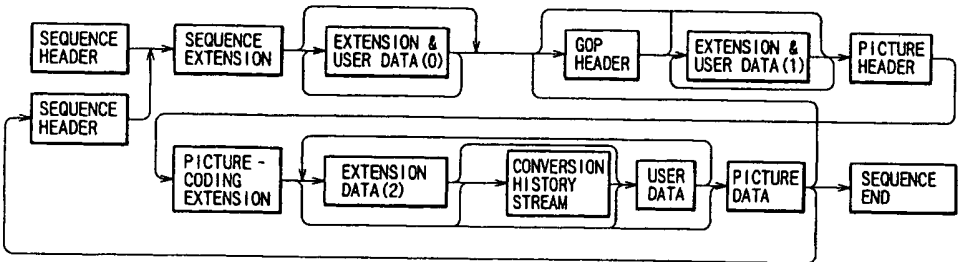 SEQUENCE
HEADER
SEQUENCE
EXTENSION
EXTENSION &
USER DATA(0)
GOP
HEADER
EXTENSION &
USER DATA(1)
PICTURE
HEADER
SEQUENCE
HEADER
PICTURE -
CODING
EXTENSION
EXTENSION
DATA(2)
CONVERSION
HISTORY
STREAM
USER
DATA
PICTURE
DATA
SEQUENCE
END